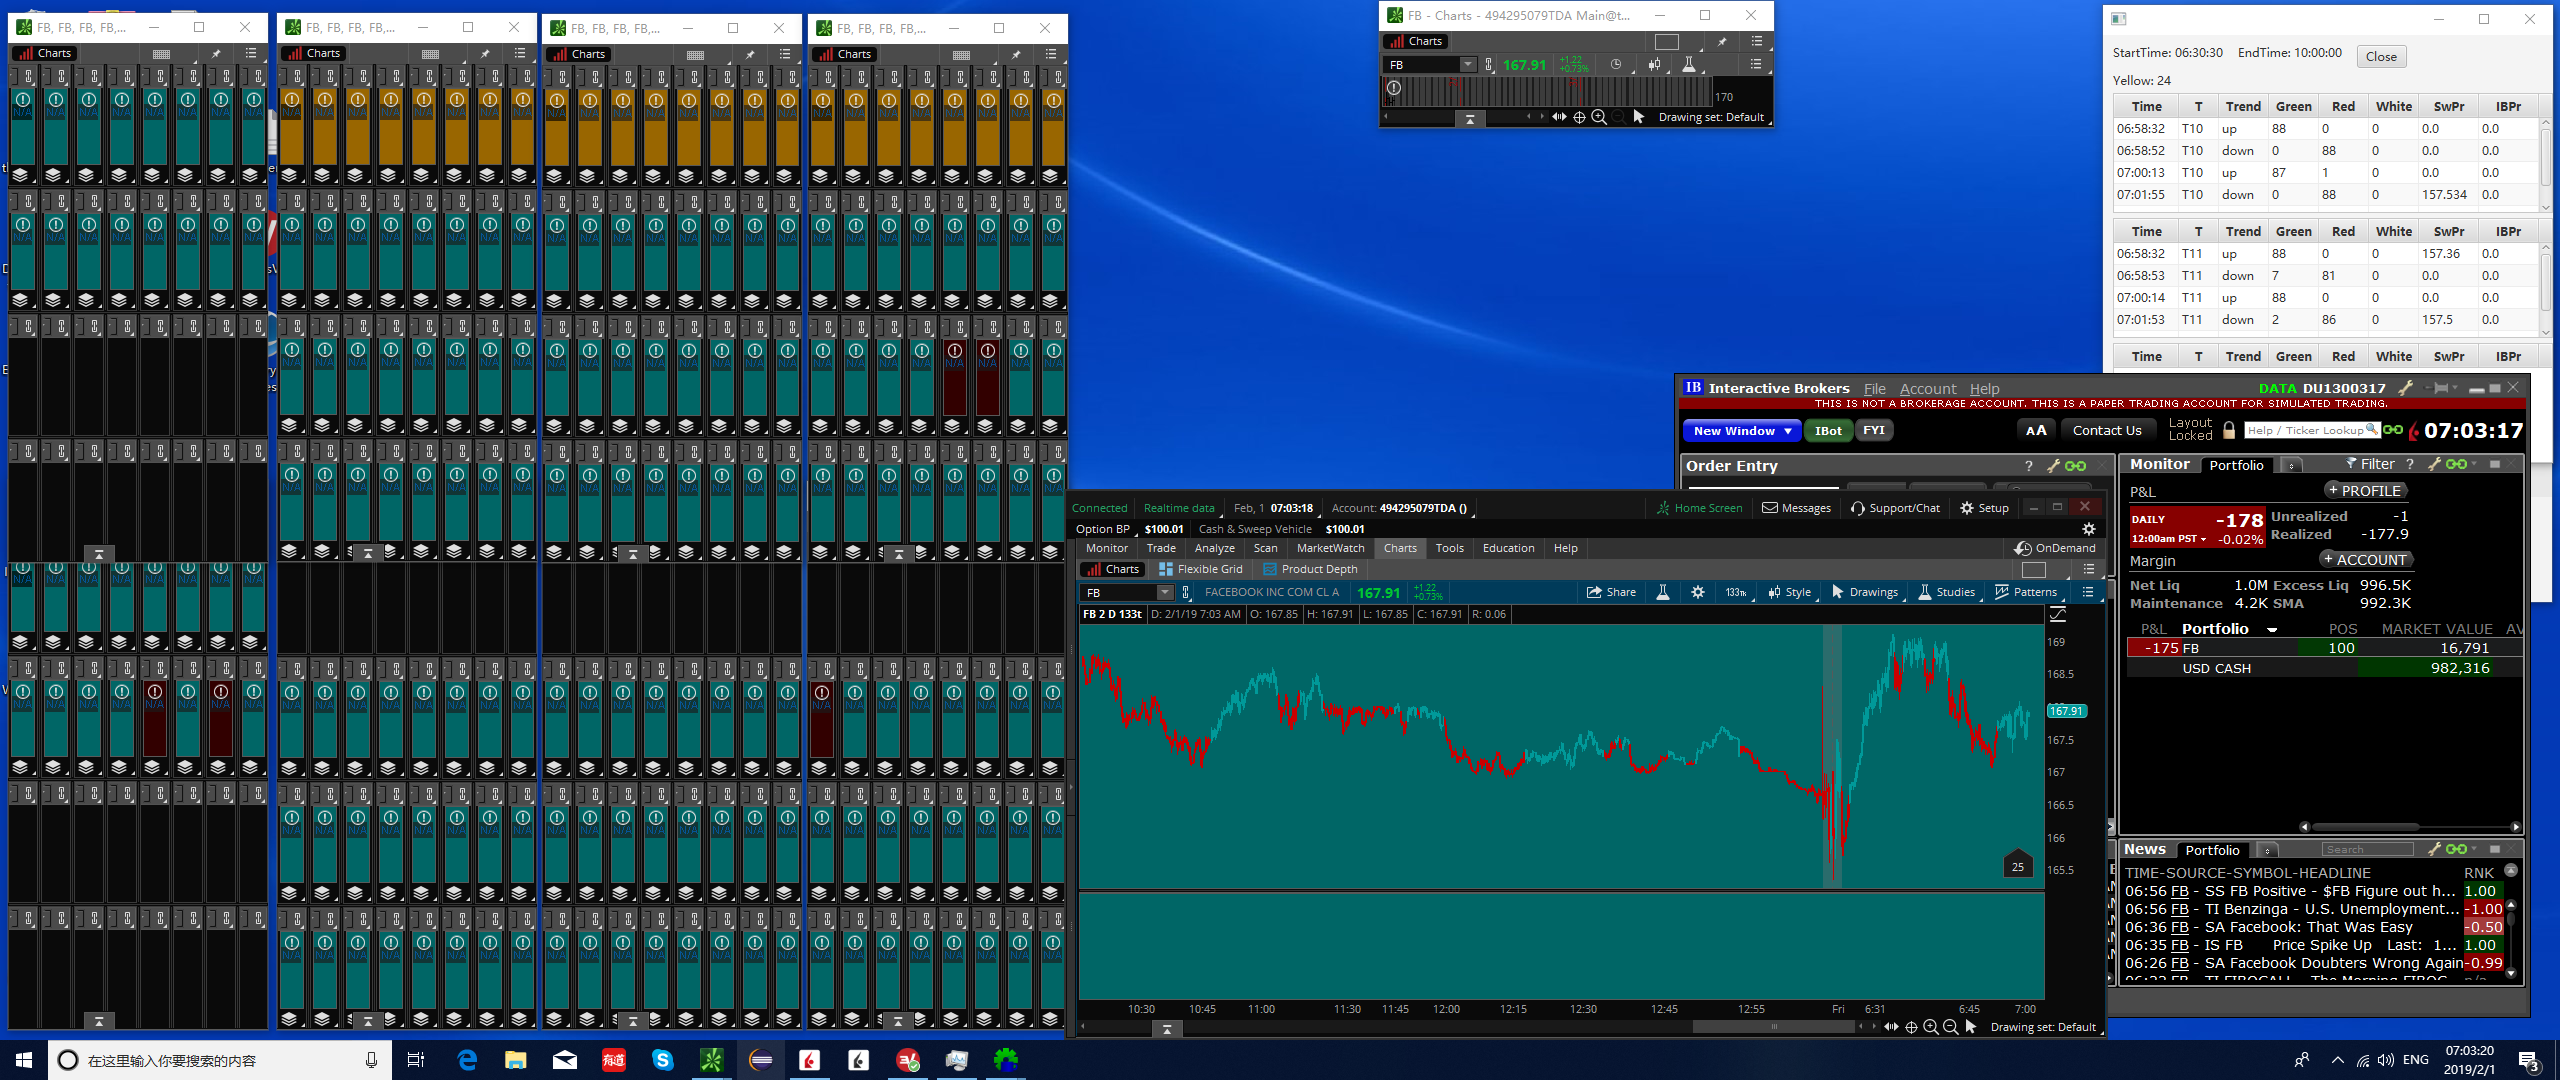 FB, FB, FB, FB,...
Charts
FB, FB, FB, FB,...
Charts
FB, FB, FB, FB,...
Charts
FB, FB, FB, FB,...
Charts
FB - Charts - 494295079TDA Main@t...
Charts
FB
167.91
+1.22
+0.73%
170
Drawing set: Default
StartTime: 06:30:30 EndTime: 10:00:00 Close
Yellow: 24
Time T Trend Green Red White SwPr IBPr
06:58:32 T10 up 88 0 0 0.0 0.0
06:58:52 T10 down 0 88 0 0.0 0.0
07:00:13 T10 up 87 1 0 0.0 0.0
07:01:55 T10 down 0 88 0 157.534 0.0
Time T Trend Green Red White SwPr IBPr
06:58:32 T11 up 88 0 0 157.36 0.0
06:58:53 T11 down 7 81 0 0.0 0.0
07:00:14 T11 up 88 0 0 0.0 0.0
07:01:53 T11 down 2 86 0 157.5 0.0
Time T Trend Green Red White SwPr IBPr
IB Interactive Brokers File Account Help DATA DU1300317
THIS IS NOT A BROKERAGE ACCOUNT. THIS IS A PAPER TRADING ACCOUNT FOR SIMULATED TRADING.
New Window IBot FYI AA Contact Us Layout Locked Help / Ticker Lookup 07:03:17
Order Entry ?
Monitor Portfolio Filter ?
P&L + PROFILE
DAILY -178 Unrealized -1
12:00am PST -0.02% Realized -177.9
Margin + ACCOUNT
Net Liq 1.0M Excess Liq 996.5K
Maintenance 4.2K SMA 992.3K
P&L Portfolio POS MARKET VALUE AV
-175 FB 100 16,791
USD CASH 982,316
News Portfolio Search
TIME-SOURCE-SYMBOL-HEADLINE RNK
06:56 FB - SS FB Positive - $FB Figure out h... 1.00
06:56 FB - TI Benzinga - U.S. Unemployment... -1.00
06:36 FB - SA Facebook: That Was Easy -0.50
06:35 FB - IS FB Price Spike Up Last: 1... 1.00
06:26 FB - SA Facebook Doubters Wrong Again -0.99
Connected Realtime data Feb, 1 07:03:18 Account: 494295079TDA () Home Screen Messages Support/Chat Setup
Option BP $100.01 Cash & Sweep Vehicle $100.01
Monitor Trade Analyze Scan MarketWatch Charts Tools Education Help OnDemand
Charts Flexible Grid Product Depth
FB FACEBOOK INC COM CL A 167.91 +1.22 +0.73% Share 133tk Style Drawings Studies Patterns
FB 2 D 133t D: 2/1/19 7:03 AM O: 167.85 H: 167.91 L: 167.85 C: 167.91 R: 0.06
169
168.5
167.91
167.5
167
166.5
166
165.5
25
10:30 10:45 11:00 11:30 11:45 12:00 12:15 12:30 12:45 12:55 Fri 6:31 6:45 7:00
Drawing set: Default
在这里输入你要搜索的内容
有道
ENG
07:03:20
2019/2/1
3